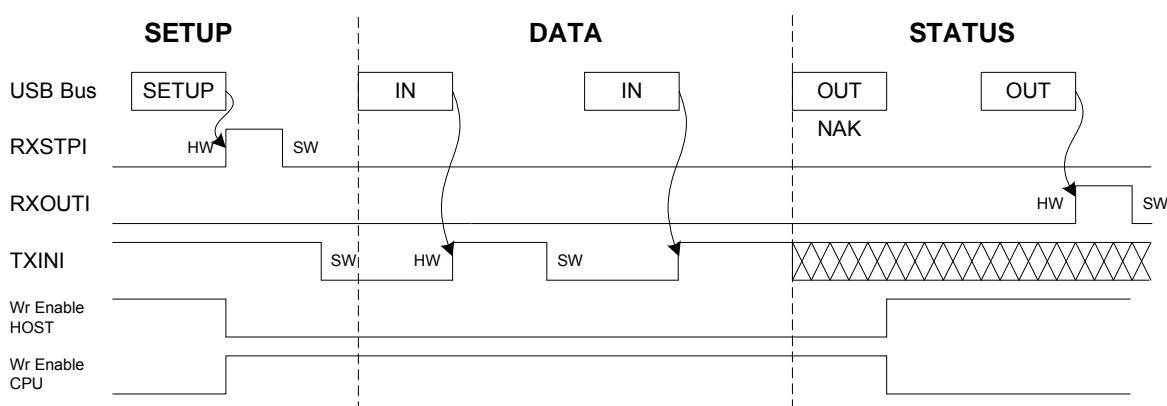 SETUP DATA STATUS
USB Bus SETUP IN IN OUT OUT
NAK
RXSTPI HW SW
RXOUTI HW SW
TXINI SW HW SW
Wr Enable
HOST
Wr Enable
CPU